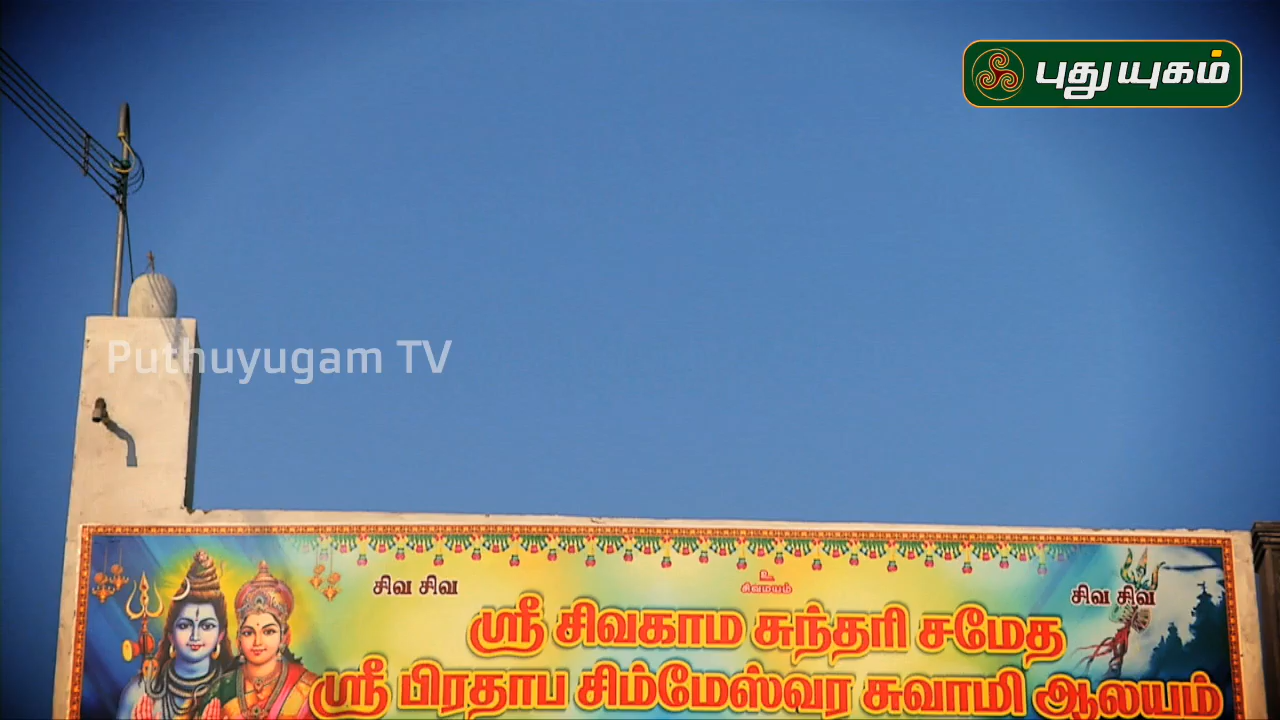 புதுயுகம்
Puthuyugam TV
சிவ சிவ
உ
சிவமயம்
சிவ சிவ
ஸ்ரீ சிவகாம சுந்தரி சமேத
ஸ்ரீ பிரதாப சிம்மேஸ்வர சுவாமி ஆலயம்